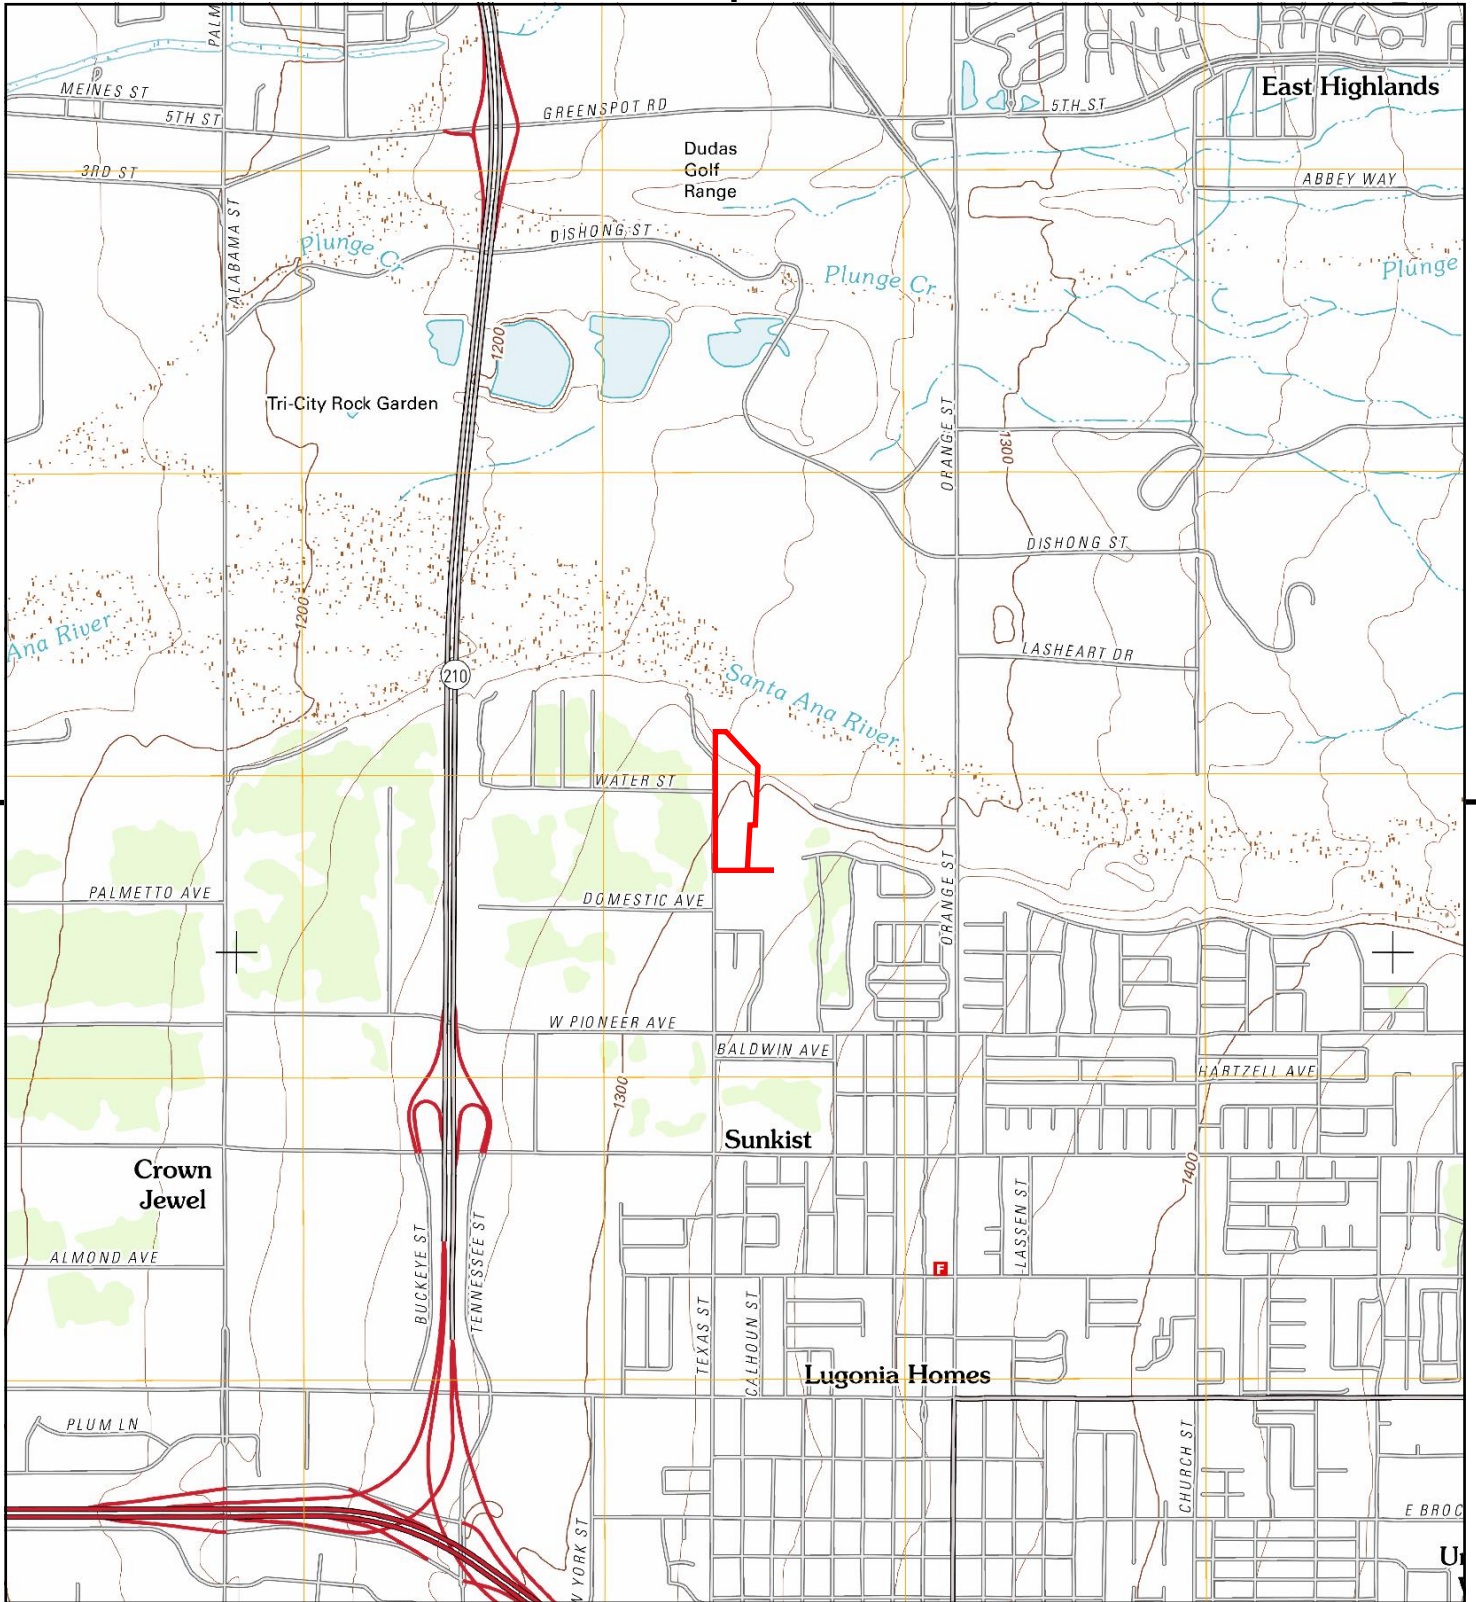 PALM
East Highlands
MEINES ST
5TH ST
GREENSPOT RD
5TH ST
3RD ST
Dudas
Golf
Range
ABBEY WAY
ALABAMA ST
Plunge Cr
DISHONG ST
Plunge Cr
Plunge
1200
Tri-City Rock Garden
ORANGE ST
1300
DISHONG ST
1200
Ana River
LASHEART DR
210
Santa Ana River
WATER ST
PALMETTO AVE
DOMESTIC AVE
ORANGE ST
W PIONEER AVE
BALDWIN AVE
HARTZELL AVE
1300
Sunkist
Crown
Jewel
1400
BUCKEYE ST
TENNESSEE ST
LASSEN ST
ALMOND AVE
F
TEXAS ST
CALHOUN ST
Lugonia Homes
PLUM LN
CHURCH ST
E BROC
W YORK ST